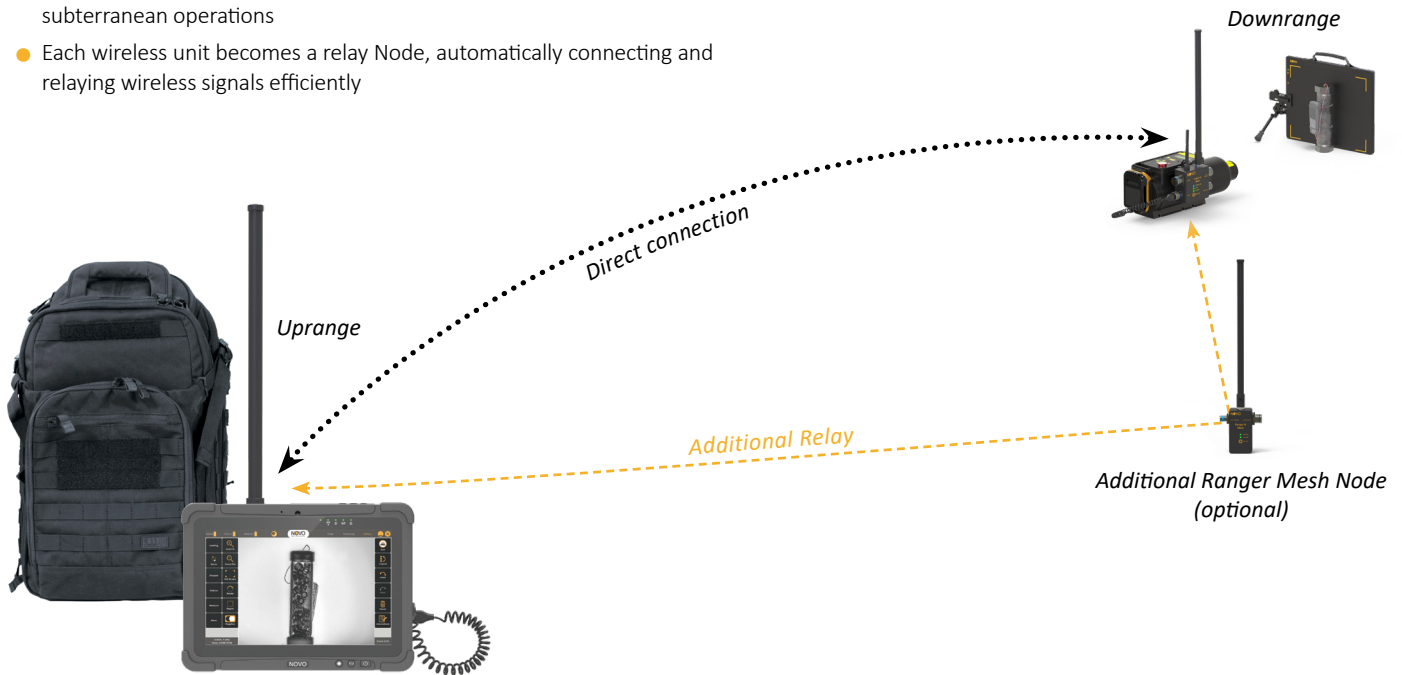 subterranean operations
Each wireless unit becomes a relay Node, automatically connecting and
relaying wireless signals efficiently
Downrange
Direct connection
Uprange
Additional Relay
Additional Ranger Mesh Node
(optional)
NOVO
NOVO